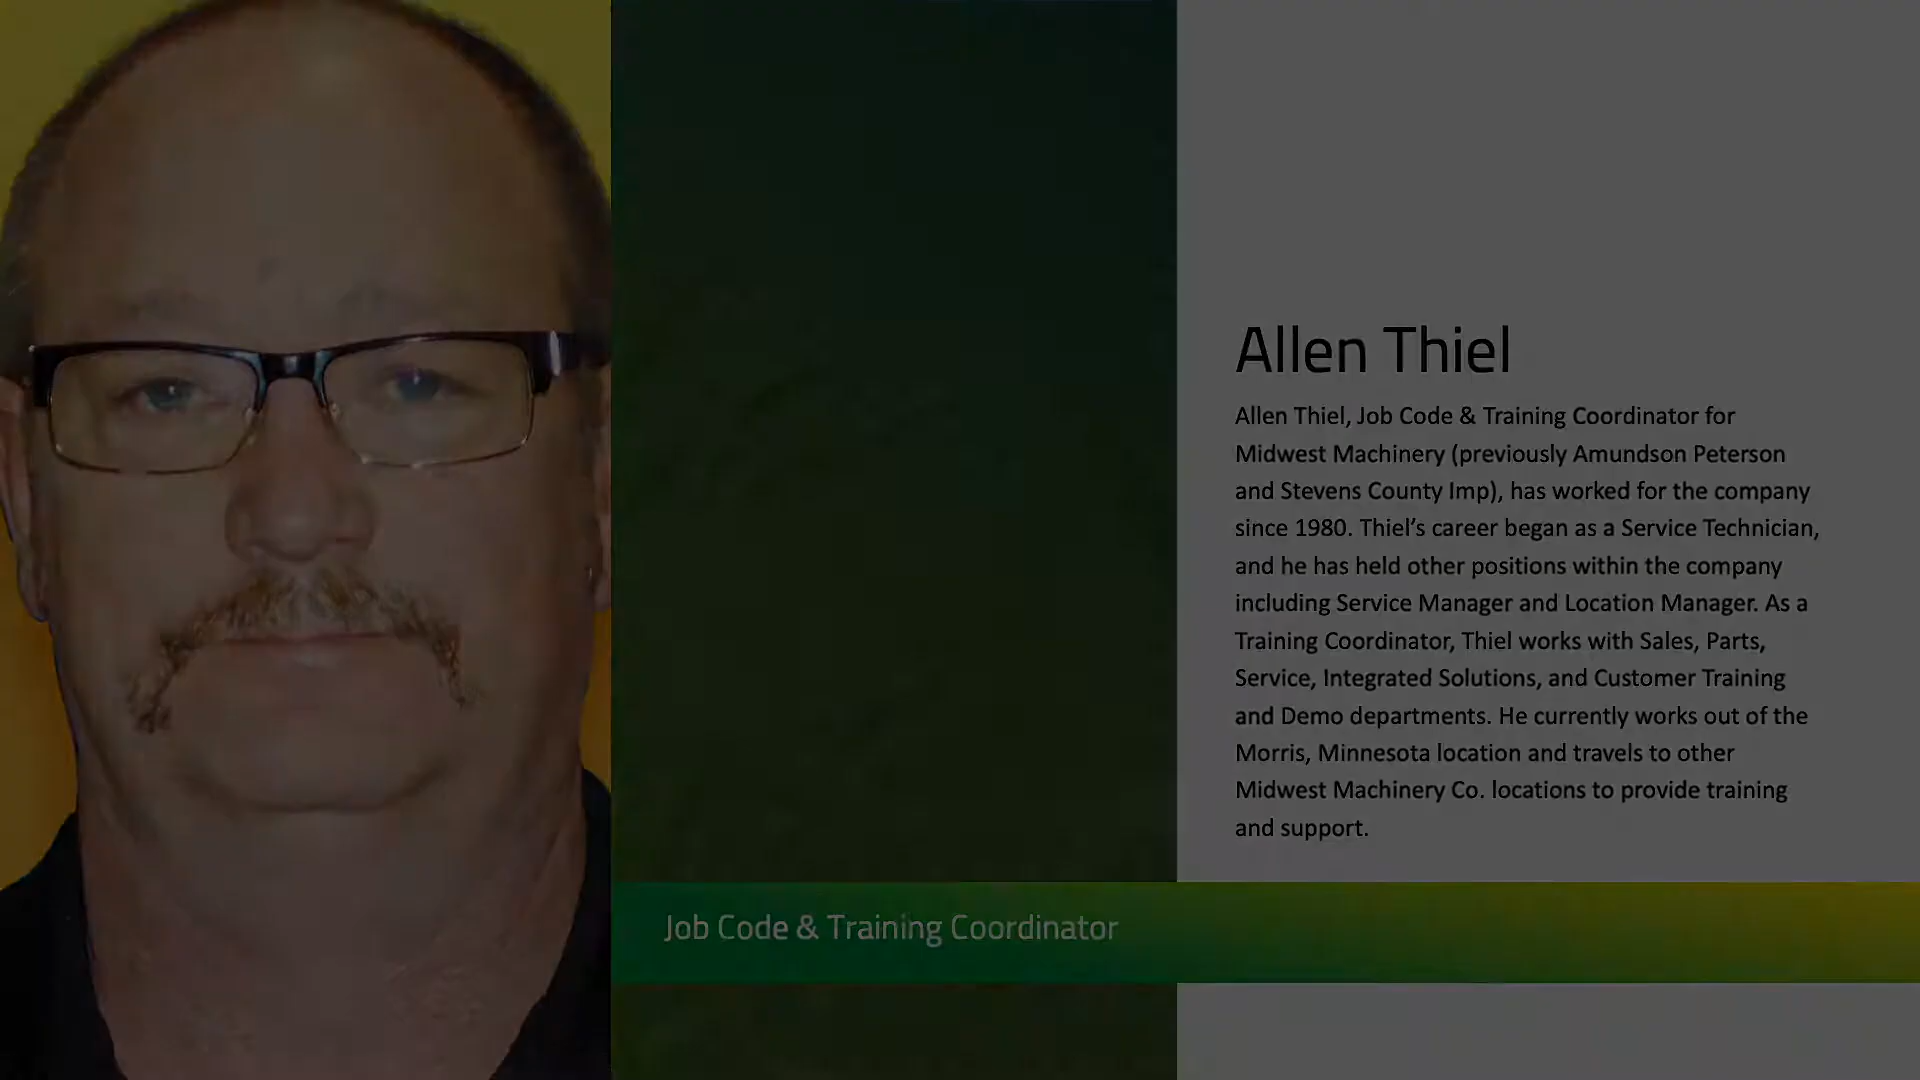 Allen Thiel
Allen Thiel, Job Code & Training Coordinator for
Midwest Machinery (previously Amundson Peterson
and Stevens County Imp), has worked for the company
since 1980. Thiel’s career began as a Service Technician,
and he has held other positions within the company
including Service Manager and Location Manager. As a
Training Coordinator, Thiel works with Sales, Parts,
Service, Integrated Solutions, and Customer Training
and Demo departments. He currently works out of the
Morris, Minnesota location and travels to other
Midwest Machinery Co. locations to provide training
and support.
Job Code & Training Coordinator